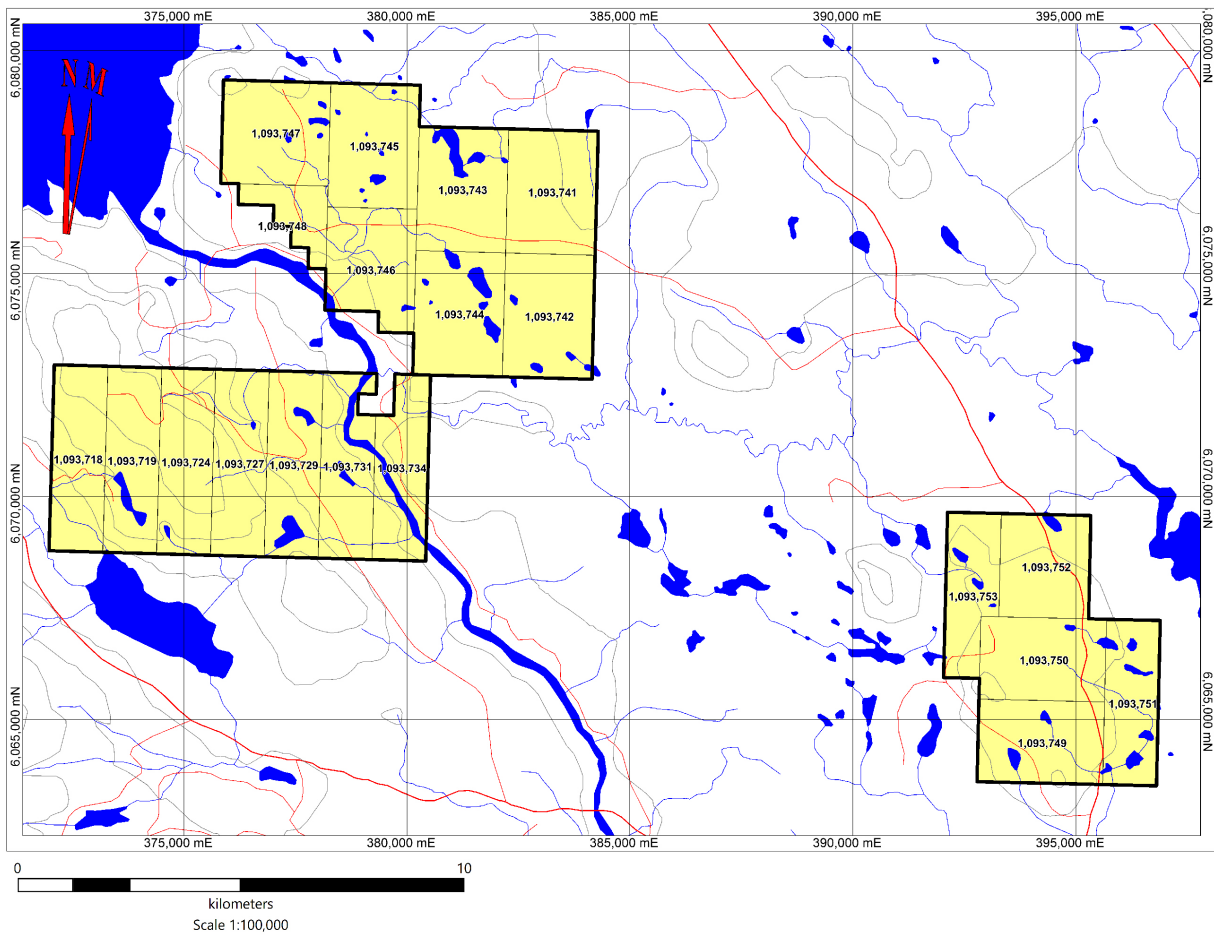 375,000 mE 380,000 mE 385,000 mE 390,000 mE 395,000 mE
6,080,000 mN
6,080,000 mN
N M
1,093,747
1,093,745
1,093,743
1,093,741
1,093,748
1,093,746
6,075,000 mN
6,075,000 mN
1,093,744
1,093,742
1,093,718 1,093,719 1,093,724 1,093,727 1,093,729 1,093,731 1,093,734
6,070,000 mN
6,070,000 mN
1,093,752
1,093,753
1,093,750
1,093,751
1,093,749
6,065,000 mN
6,065,000 mN
375,000 mE 380,000 mE 385,000 mE 390,000 mE 395,000 mE
0 10
kilometers
Scale 1:100,000